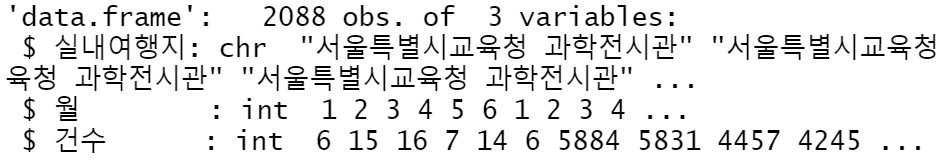 'data.frame':   2088 obs. of  3 variables:
 $ 실내여행지: chr  "서울특별시교육청 과학전시관" "서울특별시교
육청 과학전시관" "서울특별시교육청 과학전시관" ...
 $ 월        : int  1 2 3 4 5 6 1 2 3 4 ...
 $ 건수      : int  6 15 16 7 14 6 5884 5831 4457 4245 ...